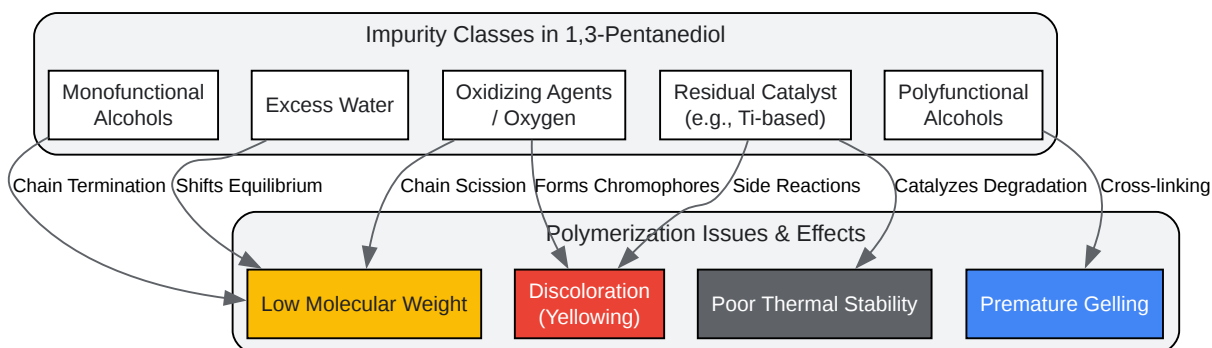 Impurity Classes in 1,3-Pentanediol
Monofunctional
Alcohols
Excess Water
Oxidizing Agents
/ Oxygen
Residual Catalyst
(e.g., Ti-based)
Polyfunctional
Alcohols
Chain Termination
Shifts Equilibrium
Chain Scission
Forms Chromophores
Side Reactions
Catalyzes Degradation
Cross-linking
Polymerization Issues & Effects
Low Molecular Weight
Discoloration
(Yellowing)
Poor Thermal Stability
Premature Gelling